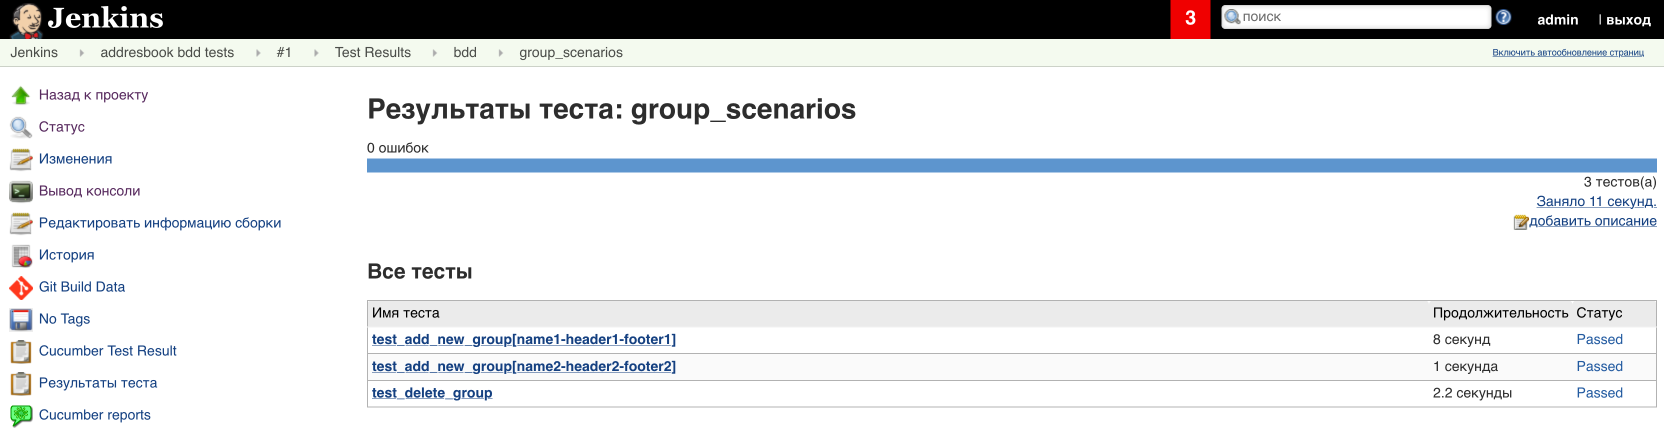 Jenkins
3
поиск
admin
| выход
Jenkins
addresbook bdd tests
#1
Test Results
bdd
group_scenarios
Включить автообновление страниц
Назад к проекту
Статус
Изменения
Вывод консоли
Редактировать информацию сборки
История
Git Build Data
No Tags
Cucumber Test Result
Результаты теста
Cucumber reports
Результаты теста: group_scenarios
0 ошибок
3 тестов(а)
Заняло 11 секунд.
добавить описание
Все тесты
Имя теста Продолжительность Статус
test_add_new_group[name1-header1-footer1] 8 секунд Passed
test_add_new_group[name2-header2-footer2] 1 секунда Passed
test_delete_group 2.2 секунды Passed